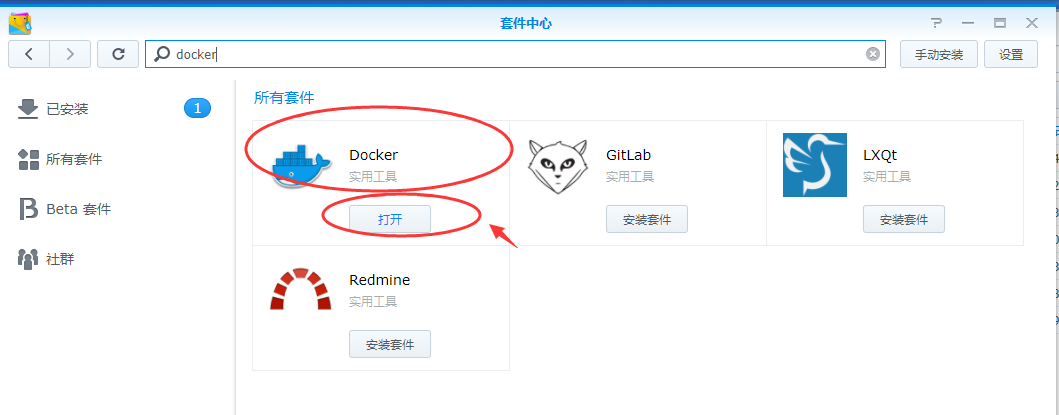 套件中心
docker
手动安装
设置
已安装
1
所有套件
Beta 套件
社群
所有套件
Docker
实用工具
打开
GitLab
实用工具
安装套件
LXQt
实用工具
安装套件
Redmine
实用工具
安装套件